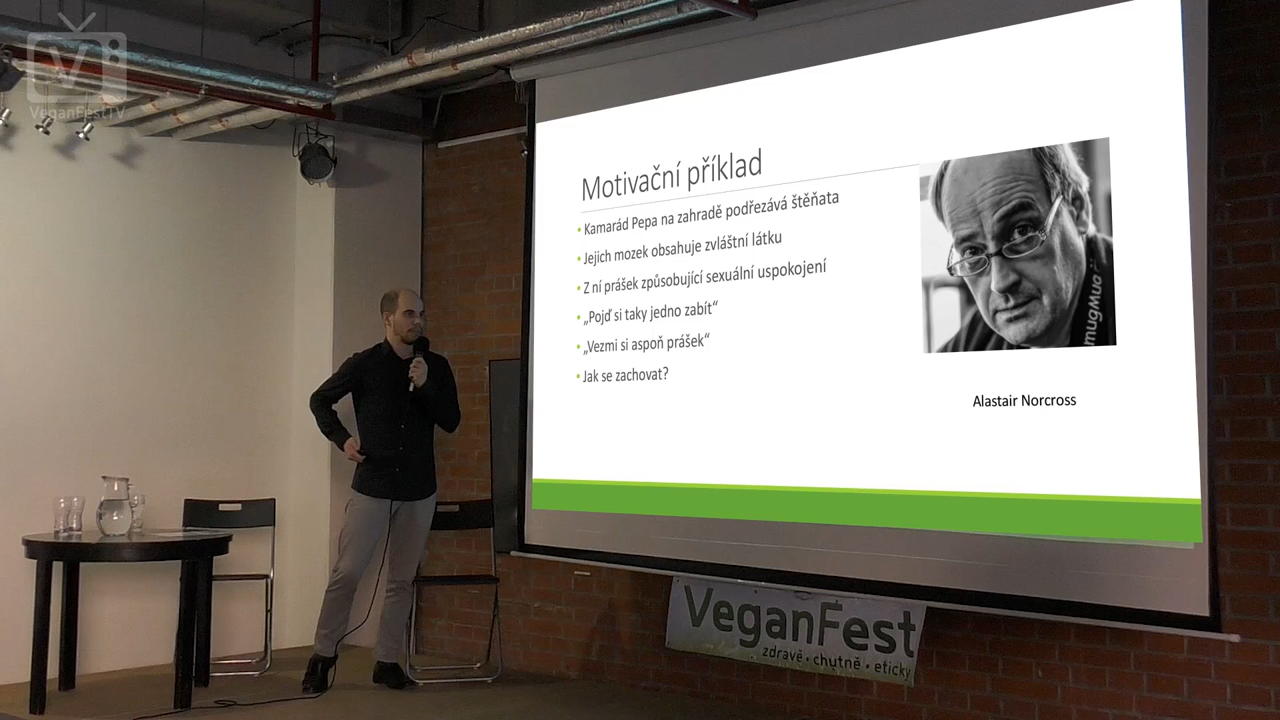 VeganFestTV
Motivační příklad
• Kamarád Pepa na zahradě podřezává štěňata
• Jejich mozek obsahuje zvláštní látku
• Z ní prášek způsobující sexuální uspokojení
• „Pojď si taky jedno zabít“
• „Vezmi si aspoň prášek“
• Jak se zachovat?
mugMuo
Alastair Norcross
VeganFest
zdravě • chutně • eticky